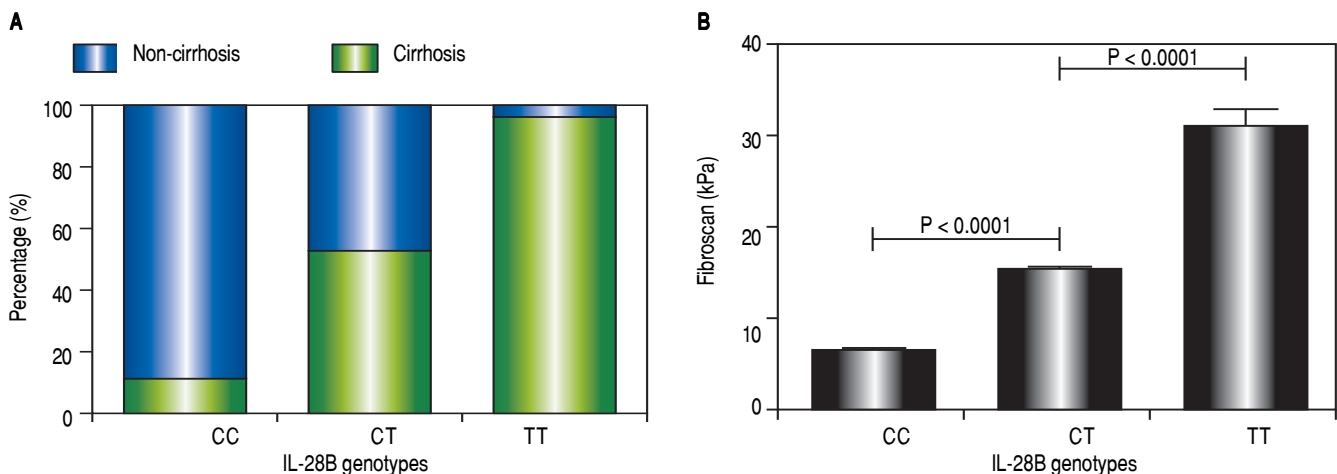 A
Non-cirrhosis
Cirrhosis
Percentage (%)
100
80
60
40
20
0
CC
CT
TT
IL-28B genotypes
B
Fibroscan (kPa)
40
30
20
10
0
P < 0.0001
P < 0.0001
CC
CT
TT
IL-28B genotypes